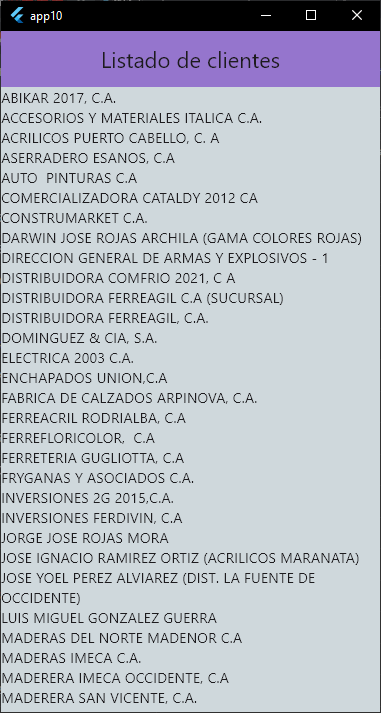 app10
Listado de clientes
ABIKAR 2017, C.A.
ACCESORIOS Y MATERIALES ITALICA C.A.
ACRILICOS PUERTO CABELLO, C. A
ASERRADERO ESANOS, C.A
AUTO  PINTURAS C.A
COMERCIALIZADORA CATALDY 2012 CA
CONSTRUMARKET C.A.
DARWIN JOSE ROJAS ARCHILA (GAMA COLORES ROJAS)
DIRECCION GENERAL DE ARMAS Y EXPLOSIVOS - 1
DISTRIBUIDORA COMFRIO 2021, C A
DISTRIBUIDORA FERREAGIL C.A (SUCURSAL)
DISTRIBUIDORA FERREAGIL, C.A.
DOMINGUEZ & CIA, S.A.
ELECTRICA 2003 C.A.
ENCHAPADOS UNION,C.A
FABRICA DE CALZADOS ARPINOVA, C.A.
FERREACRIL RODRIALBA, C.A
FERREFLORICOLOR,  C.A
FERRETERIA GUGLIOTTA, C.A
FRYGANAS Y ASOCIADOS C.A.
INVERSIONES 2G 2015,C.A.
INVERSIONES FERDIVIN, C.A
JORGE JOSE ROJAS MORA
JOSE IGNACIO RAMIREZ ORTIZ (ACRILICOS MARANATA)
JOSE YOEL PEREZ ALVIAREZ (DIST. LA FUENTE DE
OCCIDENTE)
LUIS MIGUEL GONZALEZ GUERRA
MADERAS DEL NORTE MADENOR C.A
MADERAS IMECA C.A.
MADERERA IMECA OCCIDENTE, C.A
MADERERA SAN VICENTE, C.A.